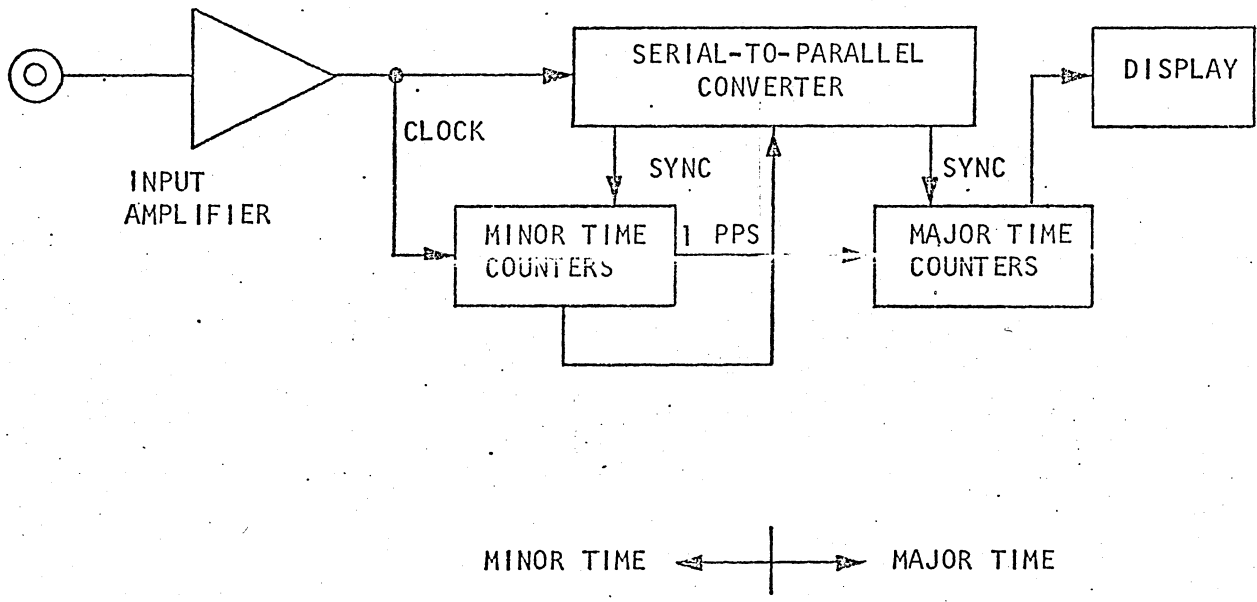 SERIAL-TO-PARALLEL
CONVERTER
DISPLAY
CLOCK
INPUT
AMPLIFIER
SYNC
SYNC
MINOR TIME
COUNTERS
1 PPS
MAJOR TIME
COUNTERS
MINOR TIME
MAJOR TIME